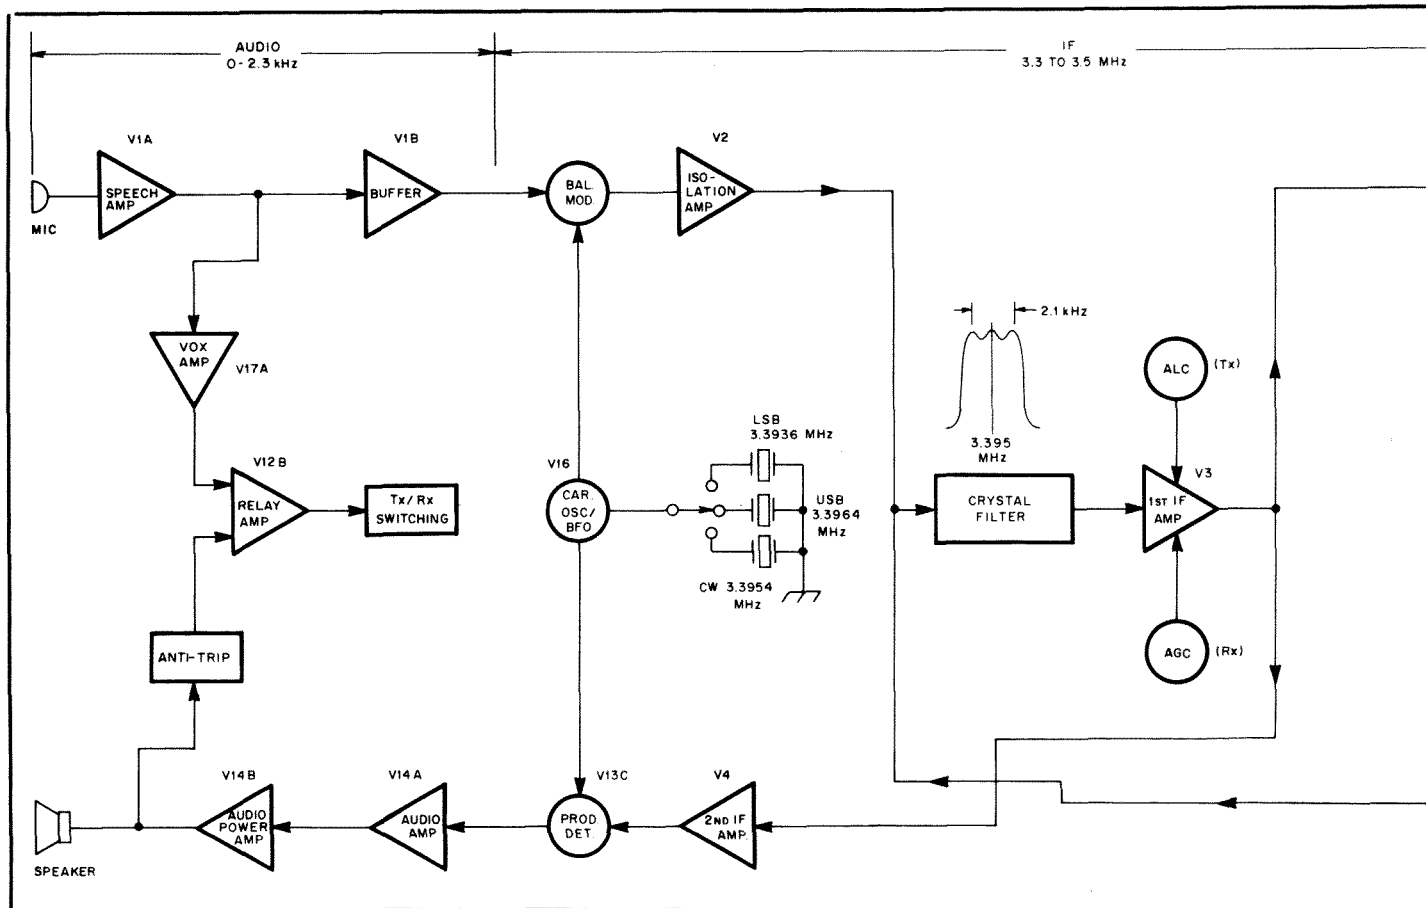 AUDIO
0-2.3 kHz
IF
3.3 TO 3.5 MHz
V1A
SPEECH
AMP
MIC
V1B
BUFFER
BAL.
MOD.
V2
ISO-
LATION
AMP
VOX
AMP
V17A
2.1 kHz
3.395
MHz
ALC
(Tx)
LSB
3.3936 MHz
V12B
RELAY
AMP
Tx/Rx
SWITCHING
V16
CAR.
OSC/
BFO
USB
3.3964
MHz
CW 3.3954
MHz
CRYSTAL
FILTER
V3
1ST IF
AMP
ANTI-TRIP
AGC
(Rx)
V14B
AUDIO
POWER
AMP
V14A
AUDIO
AMP
V13C
PROD.
DET.
V4
2ND IF
AMP
SPEAKER